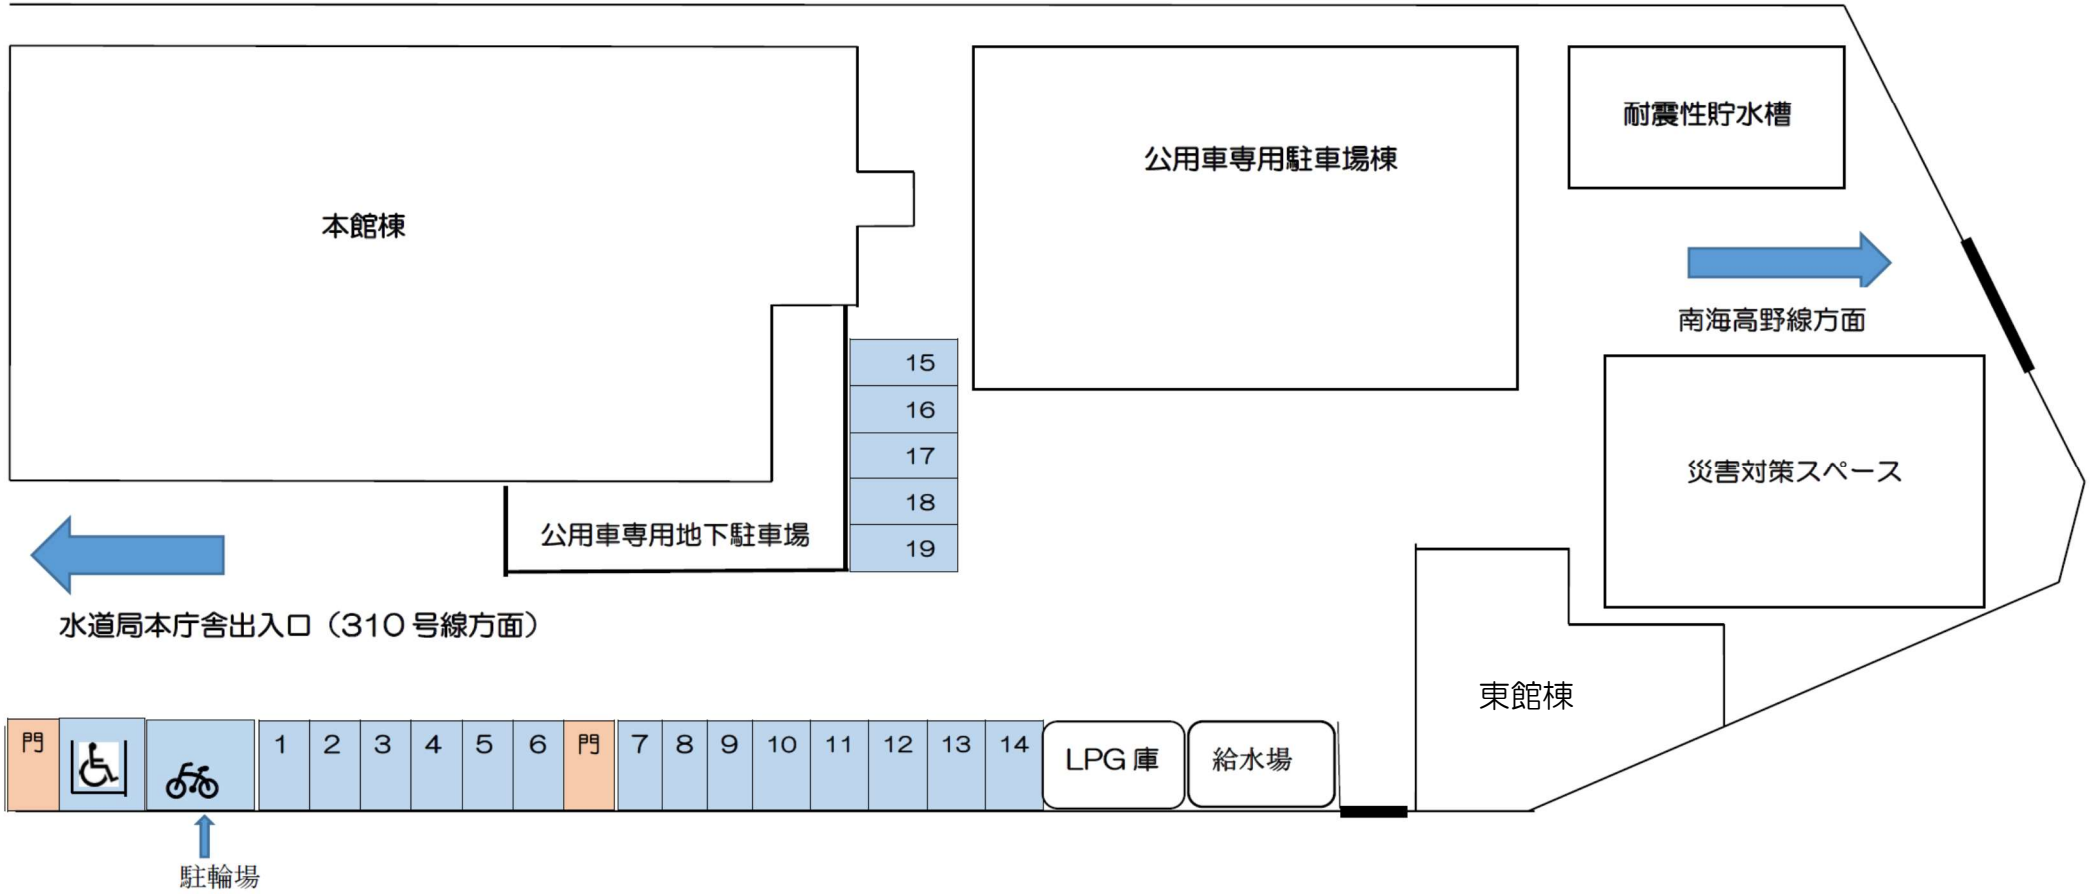 耐震性貯水槽
公用車専用駐車場棟
本館棟
南海高野線方面
15
16
17
18
19
災害対策スペース
公用車専用地下駐車場
水道局本庁舎出入口（310号線方面）
東館棟
門 1 2 3 4 5 6 門 7 8 9 10 11 12 13 14 LPG庫 給水場
駐輪場